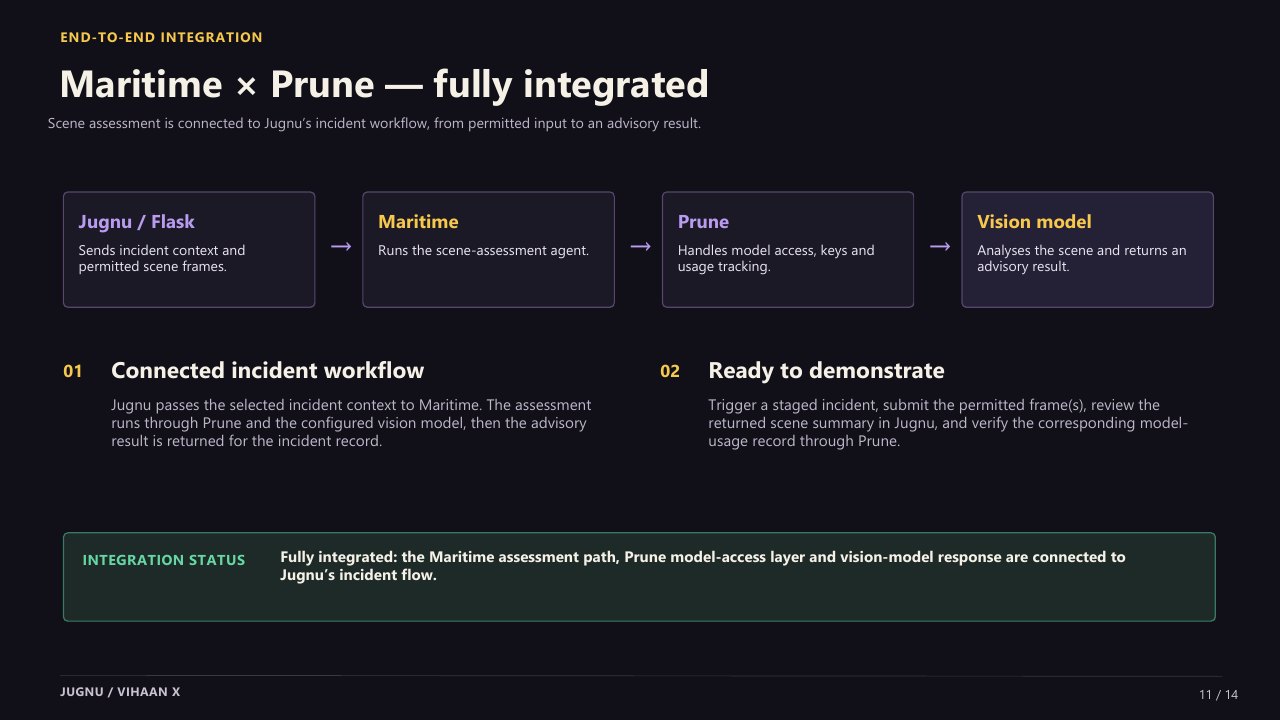 END-TO-END INTEGRATION
Maritime × Prune — fully integrated
Scene assessment is connected to Jugnu’s incident workflow, from permitted input to an advisory result.
Jugnu / Flask
Sends incident context and
permitted scene frames.
→
Maritime
Runs the scene-assessment agent.
→
Prune
Handles model access, keys and
usage tracking.
→
Vision model
Analyses the scene and returns an
advisory result.
01
Connected incident workflow
Jugnu passes the selected incident context to Maritime. The assessment
runs through Prune and the configured vision model, then the advisory
result is returned for the incident record.
02
Ready to demonstrate
Trigger a staged incident, submit the permitted frame(s), review the
returned scene summary in Jugnu, and verify the corresponding model-
usage record through Prune.
INTEGRATION STATUS
Fully integrated: the Maritime assessment path, Prune model-access layer and vision-model response are connected to
Jugnu’s incident flow.
JUGNU / VIHAAN X
11 / 14